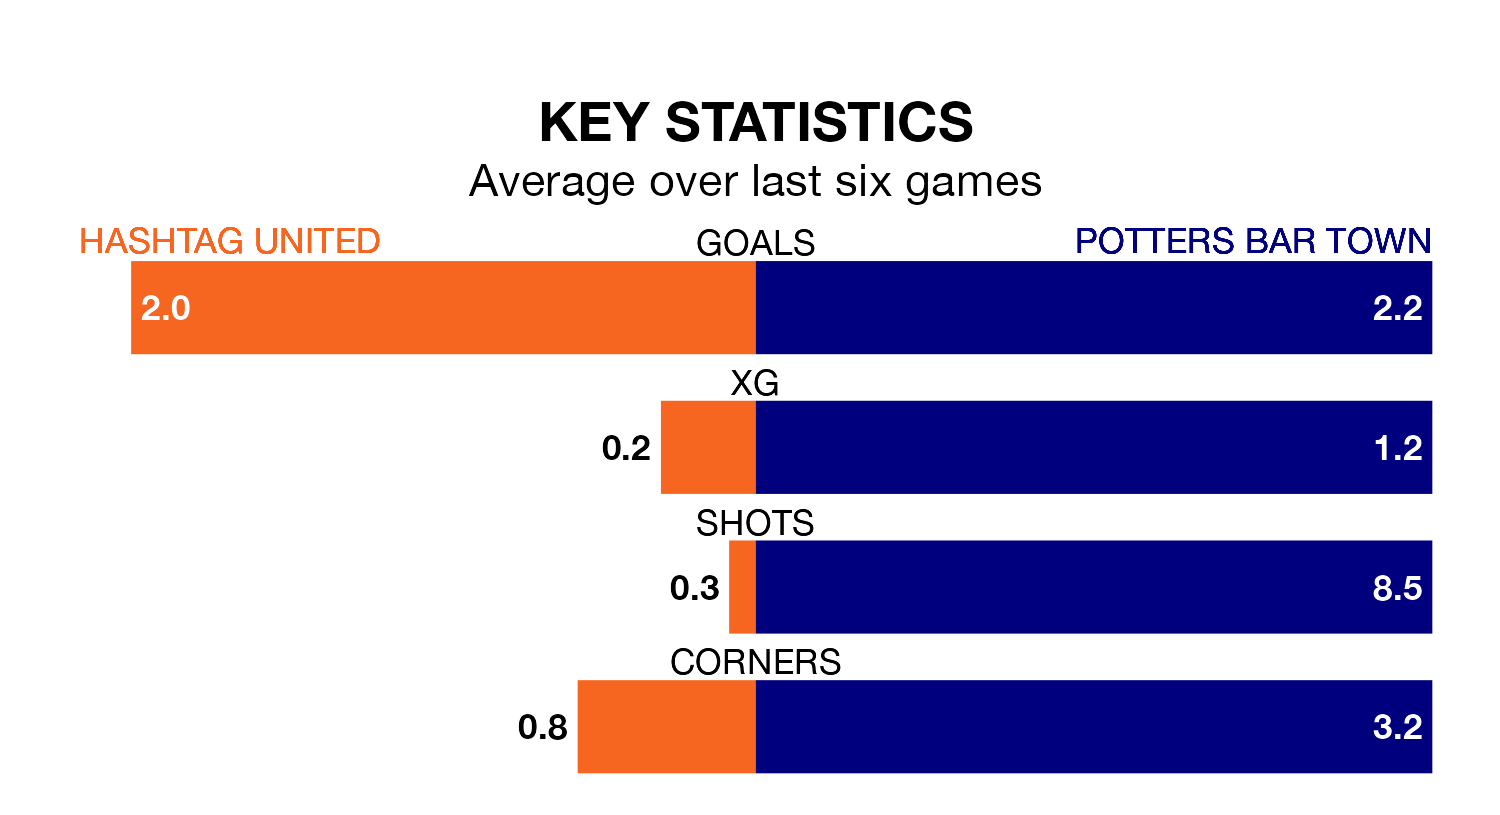 KEY STATISTICS
Average over last six games
HASHTAG UNITED GOALS POTTERS BAR TOWN
2.0 2.2
XG
0.2 1.2
SHOTS
0.3 8.5
CORNERS
0.8 3.2